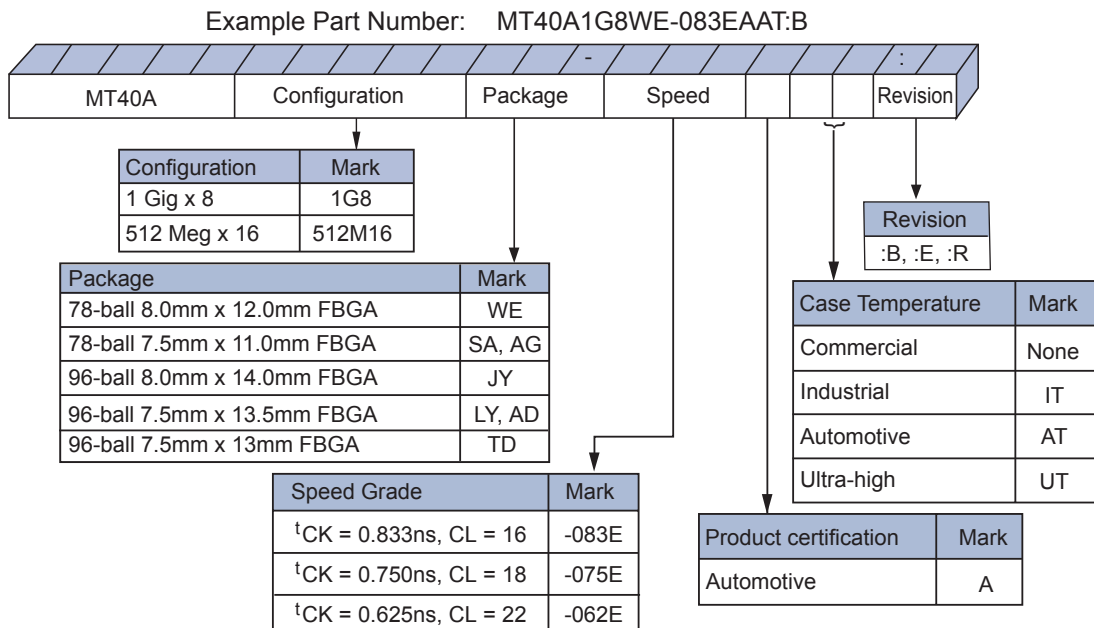 Example Part Number: MT40A1G8WE-083EAAT:B
- :
MT40A Configuration Package Speed Revision
Configuration Mark
1 Gig x 8 1G8
512 Meg x 16 512M16
Revision
:B, :E, :R
Package Mark
78-ball 8.0mm x 12.0mm FBGA WE
78-ball 7.5mm x 11.0mm FBGA SA, AG
96-ball 8.0mm x 14.0mm FBGA JY
96-ball 7.5mm x 13.5mm FBGA LY, AD
96-ball 7.5mm x 13mm FBGA TD
Case Temperature Mark
Commercial None
Industrial IT
Automotive AT
Ultra-high UT
Speed Grade Mark
tCK = 0.833ns, CL = 16 -083E
tCK = 0.750ns, CL = 18 -075E
tCK = 0.625ns, CL = 22 -062E
Product certification Mark
Automotive A